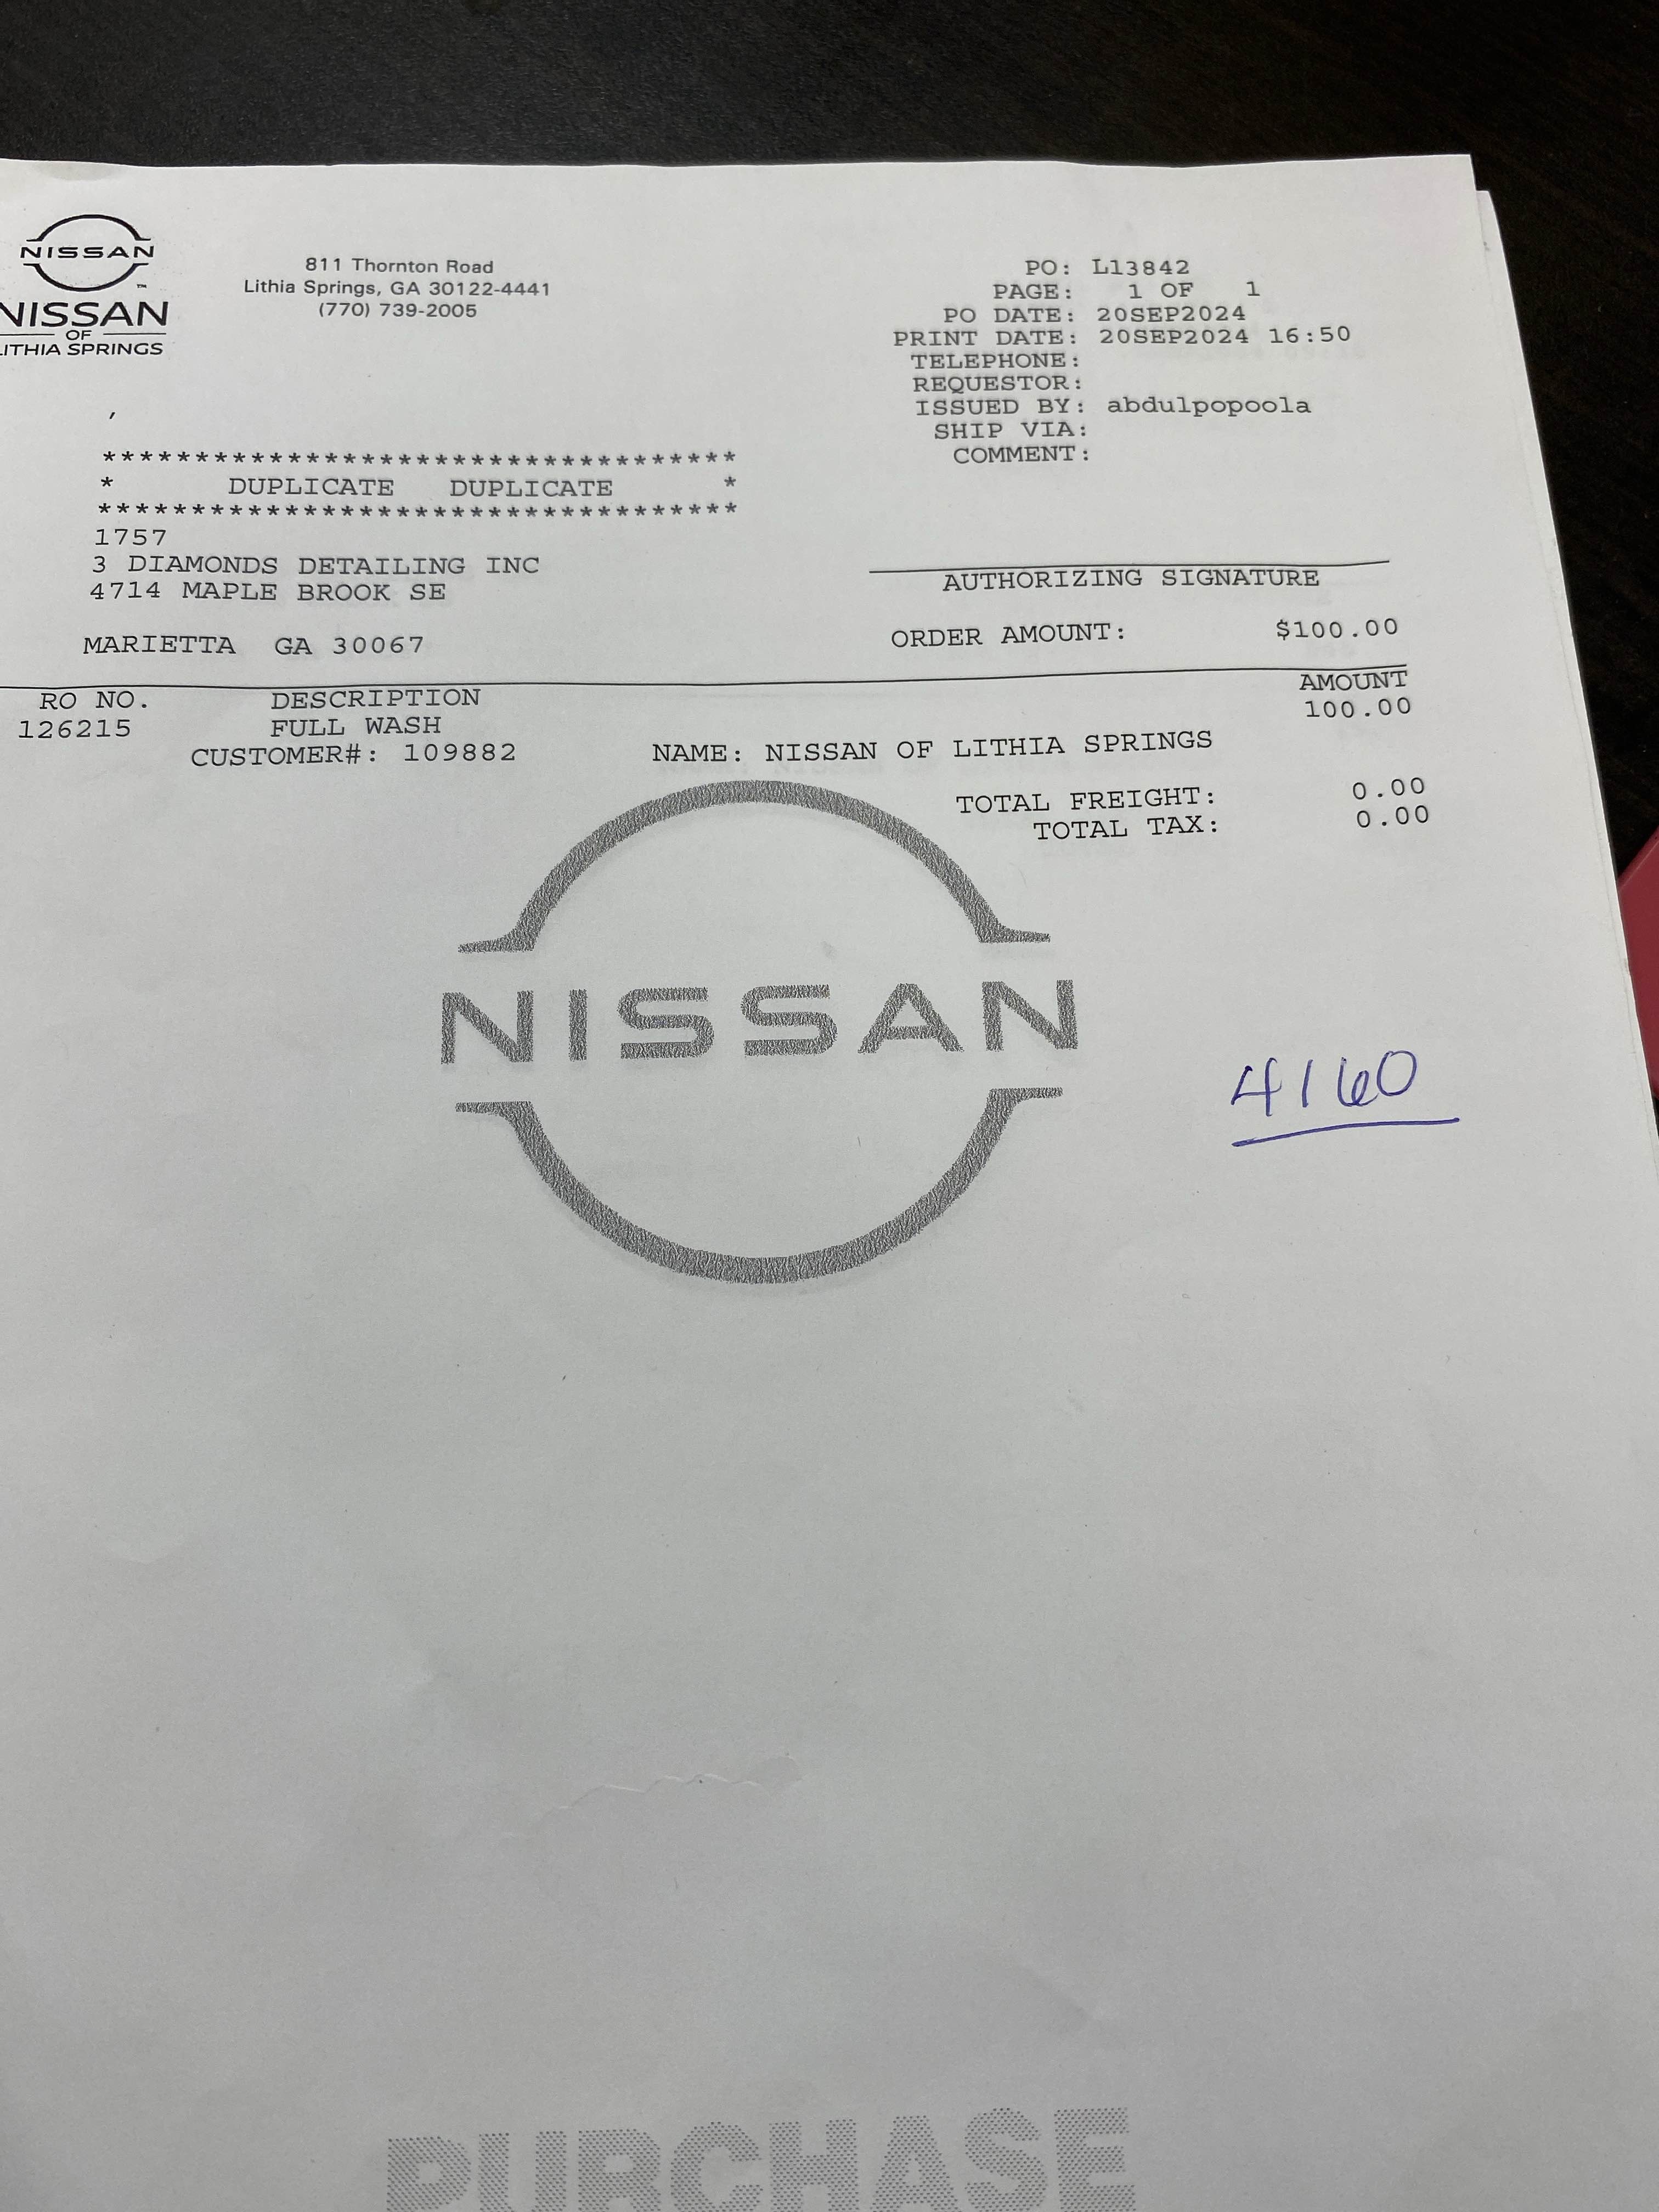 NISSAN
NISSAN
OF
LITHIA SPRINGS
811 Thornton Road
Lithia Springs, GA 30122-4441
(770) 739-2005
PO: L13842
PAGE: 1 OF 1
PO DATE: 20SEP2024
PRINT DATE: 20SEP2024 16:50
TELEPHONE:
REQUESTOR:
ISSUED BY: abdulpopoola
SHIP VIA:
COMMENT:
,
**********************************
* DUPLICATE DUPLICATE *
**********************************
1757
3 DIAMONDS DETAILING INC
4714 MAPLE BROOK SE
MARIETTA GA 30067
AUTHORIZING SIGNATURE
ORDER AMOUNT: $100.00
RO NO. DESCRIPTION AMOUNT
126215 FULL WASH 100.00
CUSTOMER#: 109882 NAME: NISSAN OF LITHIA SPRINGS
TOTAL FREIGHT: 0.00
TOTAL TAX: 0.00
NISSAN
4160
PURCHASE